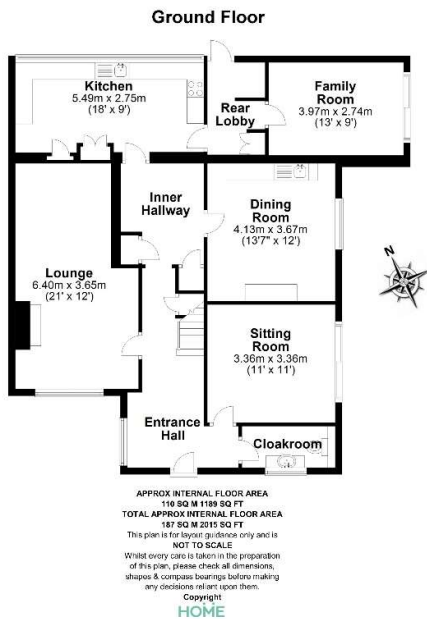 Ground Floor
Kitchen
5.49m x 2.75m
(18' x 9')
Rear
Lobby
Family
Room
3.97m x 2.74m
(13' x 9')
Inner
Hallway
Dining
Room
4.13m x 3.67m
(13'7" x 12')
N
Lounge
6.40m x 3.65m
(21' x 12')
Sitting
Room
3.36m x 3.36m
(11' x 11')
Entrance
Hall
Cloakroom
APPROX INTERNAL FLOOR AREA
110 SQ M 1189 SQ FT
TOTAL APPROX INTERNAL FLOOR AREA
187 SQ M 2015 SQ FT
This plan is for layout guidance only and is
NOT TO SCALE
Whilst every care is taken in the preparation
of this plan, please check all dimensions,
shapes & compass bearings before making
any decisions reliant upon them.
Copyright
HOME